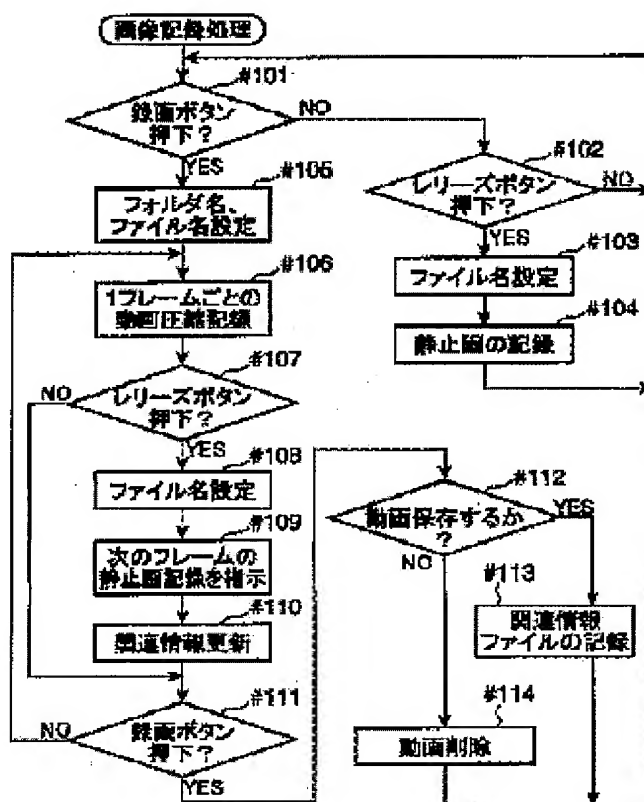 画像記録処理
#101
録画ボタン
押下?
NO
YES
#102
レリーズボタン
押下?
NO
YES
#103
ファイル名設定
#104
静止画の記録
#105
フォルダ名、
ファイル名設定
#106
1フレームごとの
動画圧縮記録
#107
レリーズボタン
押下?
NO
YES
#108
ファイル名設定
#109
次のフレームの
静止画記録を指示
#110
関連情報更新
#111
録画ボタン
押下?
NO
YES
#112
動画保存するか
?
YES
NO
#113
関連情報
ファイルの記録
#114
動画削除